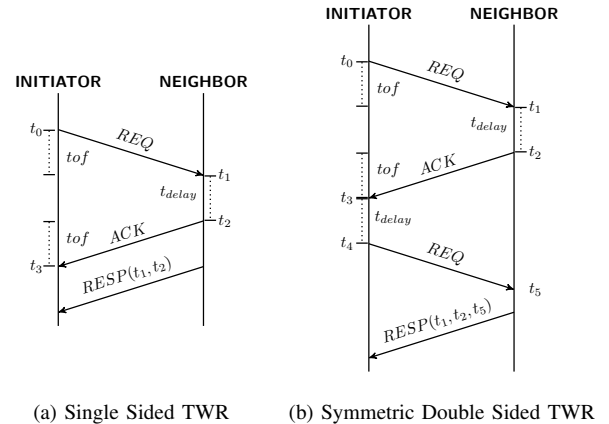 INITIATOR NEIGHBOR
t0
REQ
tof
t1
tdelay
t2
ACK
tof
t3
RESP(t1, t2)
(a) Single Sided TWR
INITIATOR NEIGHBOR
t0
REQ
tof
t1
tdelay
t2
ACK
tof
t3
tdelay
t4
REQ
t5
RESP(t1, t2, t5)
(b) Symmetric Double Sided TWR